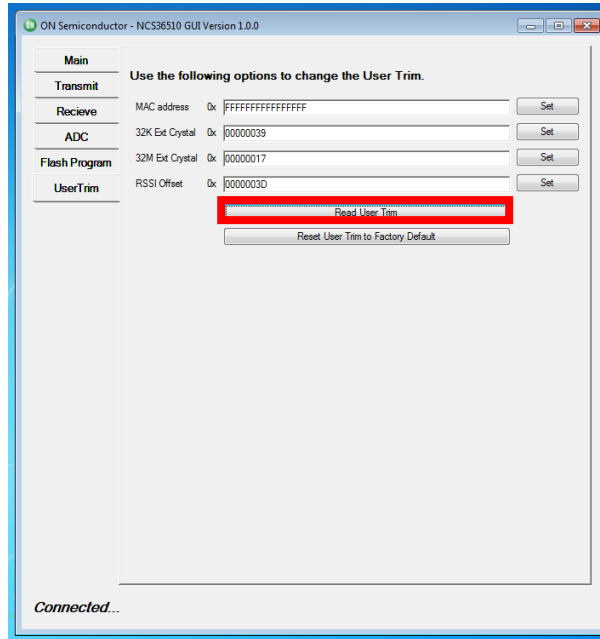 ON Semiconductor - NCS36510 GUI Version 1.0.0
Main
Transmit
Recieve
ADC
Flash Program
UserTrim
Use the following options to change the User Trim.
MAC address 0x FFFFFFFFFFFFFFFF Set
32K Ext Crystal 0x 00000039 Set
32M Ext Crystal 0x 00000017 Set
RSSI Offset 0x 0000003D Set
Read User Trim
Reset User Trim to Factory Default
Connected...